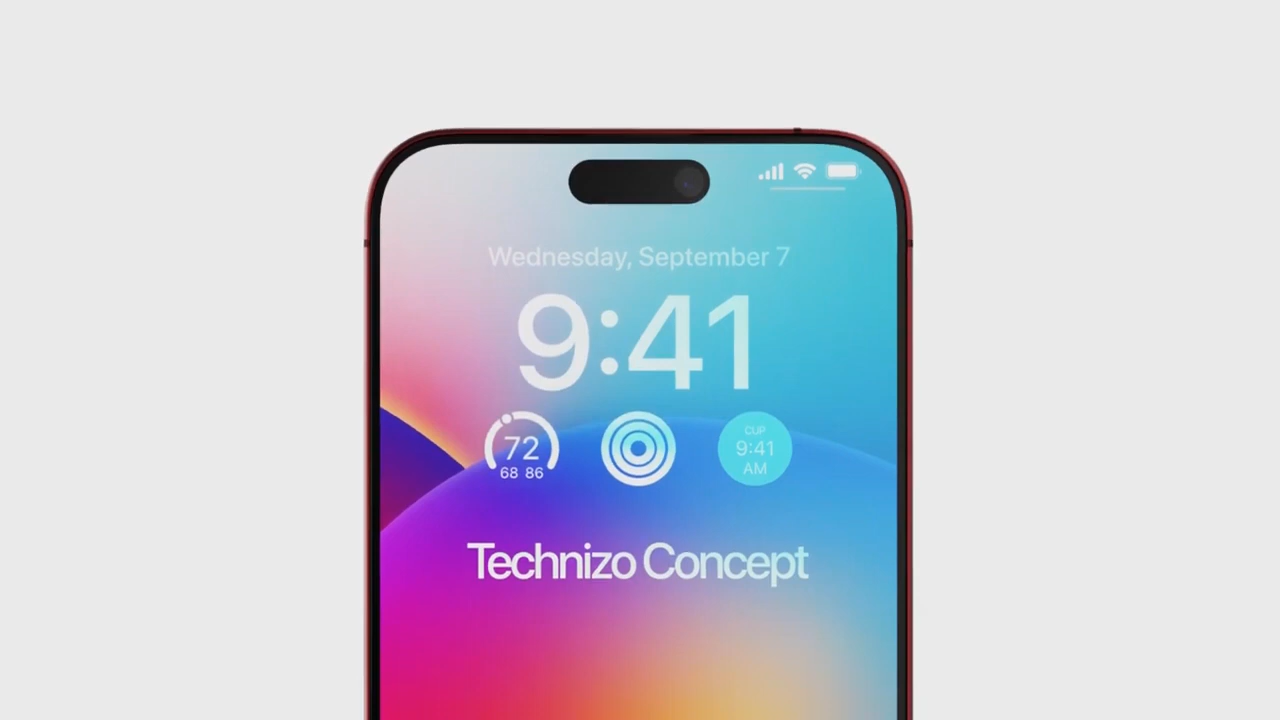 Wednesday, September 7
9:41
72
68 86
CUP
9:41
AM
Technizo Concept